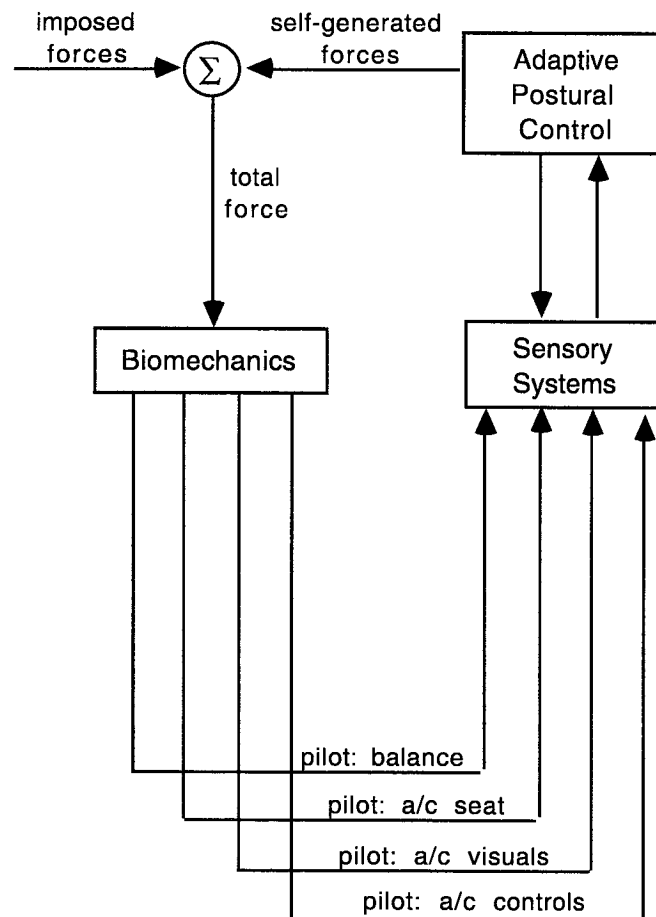 imposed
forces
self-generated
forces
Σ
Adaptive
Postural
Control
total
force
Biomechanics
Sensory
Systems
pilot: balance
pilot: a/c seat
pilot: a/c visuals
pilot: a/c controls